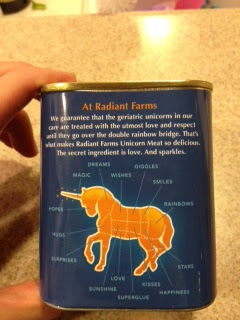 At Radiant Farms
We guarantee that the geriatric unicorns in our
care are treated with the utmost love and respect
until they go over the double rainbow bridge. That's
what makes Radiant Farms Unicorn Meat so delicious.
The secret ingredient is love. And sparkles.
DREAMS
GIGGLES
MAGIC
WISHES
SMILES
HOPES
RAINBOWS
HUGS
SURPRISES
STARS
LOVE
KISSES
SUNSHINE
HAPPINESS
SUPERGLUE